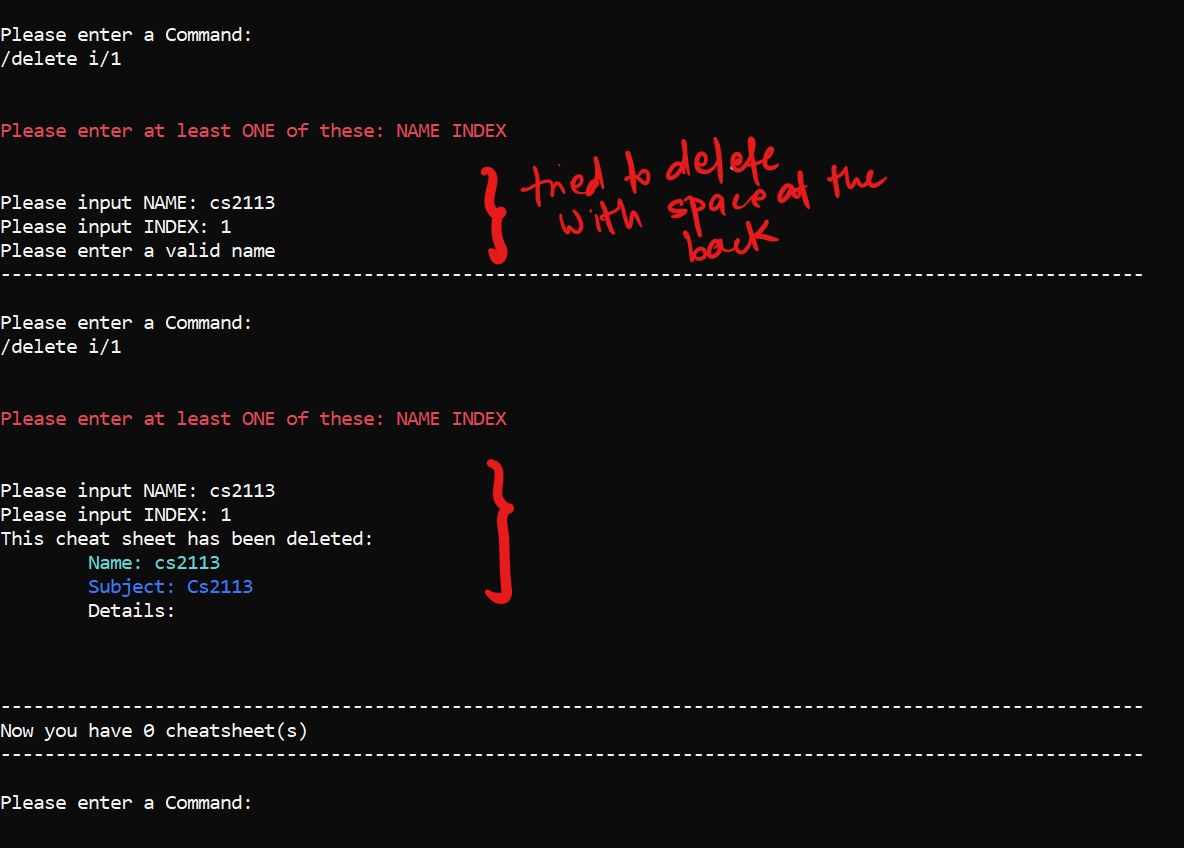 Please enter a Command:
/delete i/1
Please enter at least ONE of these: NAME INDEX
tried to delete
with space at the
back
Please input NAME: cs2113
Please input INDEX: 1
Please enter a valid name
--------------------------------------------------------------------------------------------------------
Please enter a Command:
/delete i/1
Please enter at least ONE of these: NAME INDEX
Please input NAME: cs2113
Please input INDEX: 1
This cheat sheet has been deleted:
Name: cs2113
Subject: Cs2113
Details:
--------------------------------------------------------------------------------------------------------
Now you have 0 cheatsheet(s)
--------------------------------------------------------------------------------------------------------
Please enter a Command: